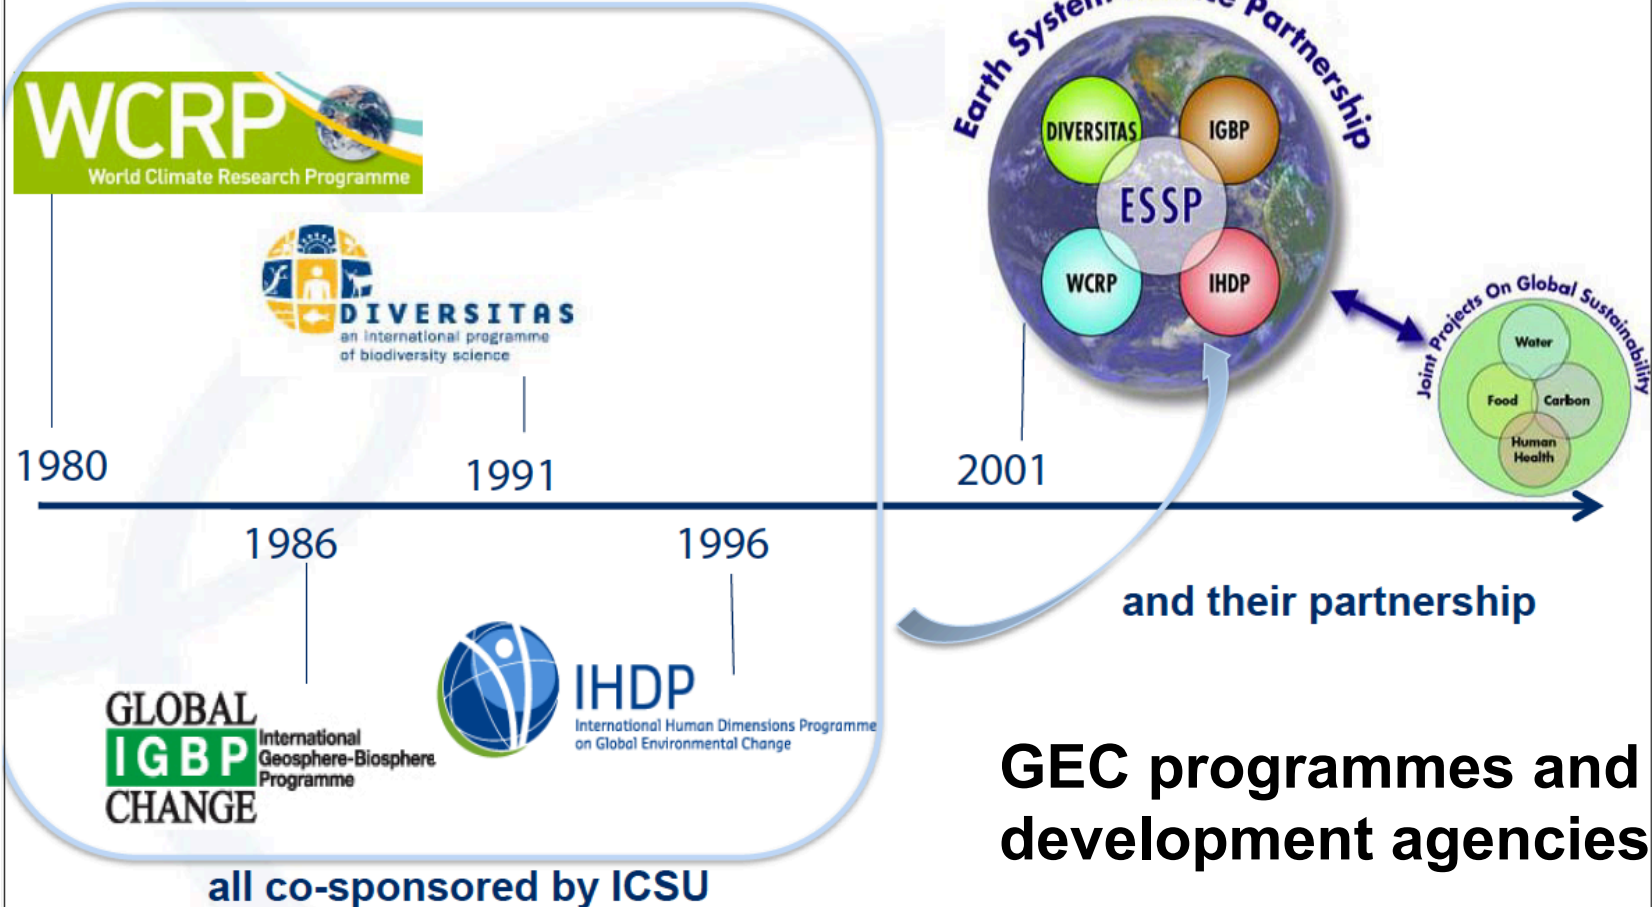 WCRP
World Climate Research Programme
DIVERSITAS
an international programme
of biodiversity science
1980
1991
1986
1996
GLOBAL
IGBP
CHANGE
International
Geosphere-Biosphere
Programme
IHDP
International Human Dimensions Programme
on Global Environmental Change
all co-sponsored by ICSU
Earth System Partnership
DIVERSITAS
IGBP
ESSP
WCRP
IHDP
2001
Joint Projects On Global Sustainability
Water
Food
Carbon
Human
Health
and their partnership
GEC programmes and
development agencies